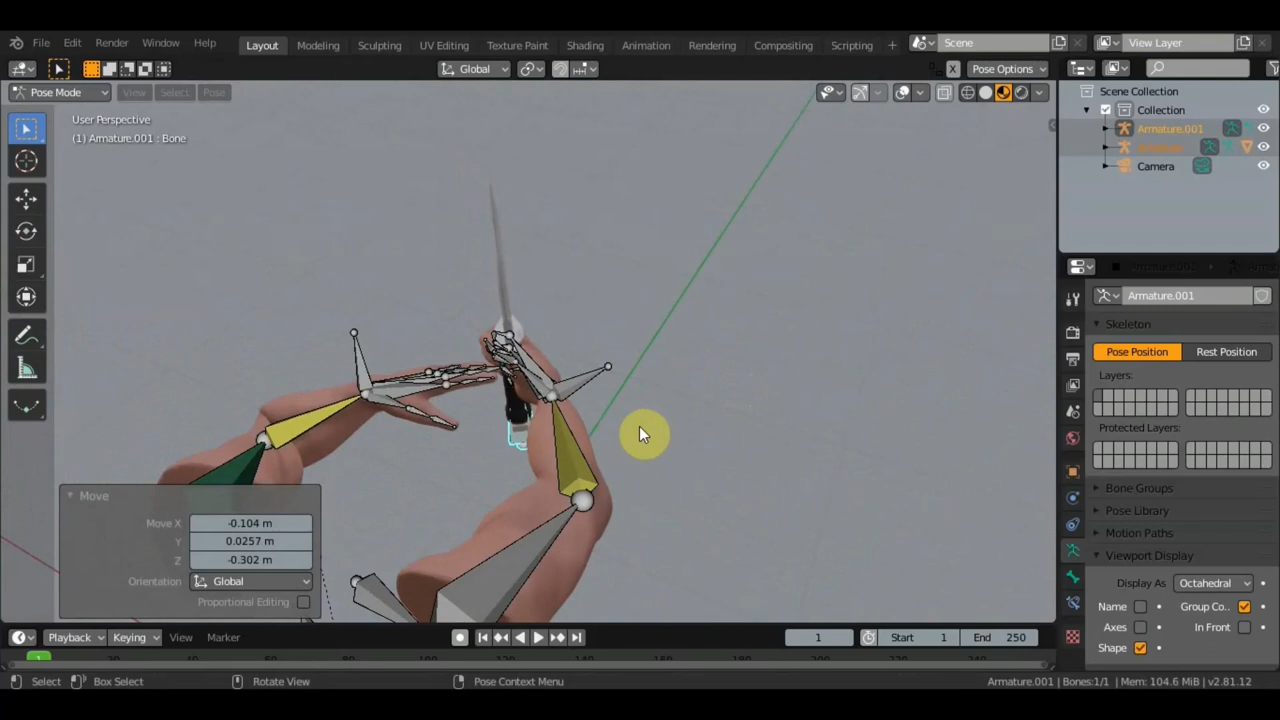 File Edit Render Window Help Layout Modeling Sculpting UV Editing Texture Paint Shading Animation Rendering Compositing Scripting + Scene View Layer
Global X Pose Options
Pose Mode View Select Pose
User Perspective
(1) Armature.001 : Bone
Scene Collection
Collection
Armature.001
Armature
Camera
Armature.001
Skeleton
Pose Position Rest Position
Layers:
Protected Layers:
Bone Groups
Pose Library
Motion Paths
Viewport Display
Display As Octahedral
Name Group Co..
Axes In Front
Shape
Move
Move X -0.104 m
Y 0.0257 m
Z -0.302 m
Orientation Global
Proportional Editing
Playback Keying View Marker 1 Start 1 End 250
1
Select Box Select Rotate View Pose Context Menu Armature.001 | Bones:1/1 | Mem: 104.6 MiB | v2.81.12